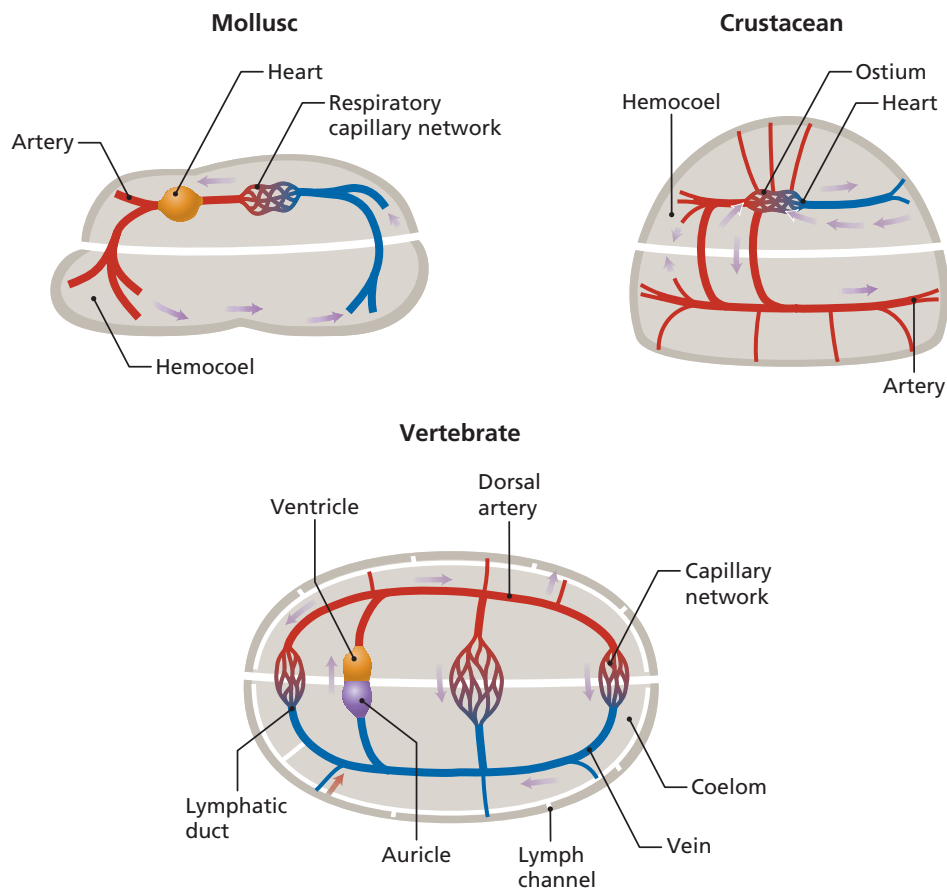 Mollusc
Heart
Respiratory
capillary network
Artery
Hemocoel
Crustacean
Ostium
Hemocoel
Heart
Artery
Vertebrate
Dorsal
artery
Ventricle
Capillary
network
Coelom
Lymphatic
duct
Vein
Auricle
Lymph
channel